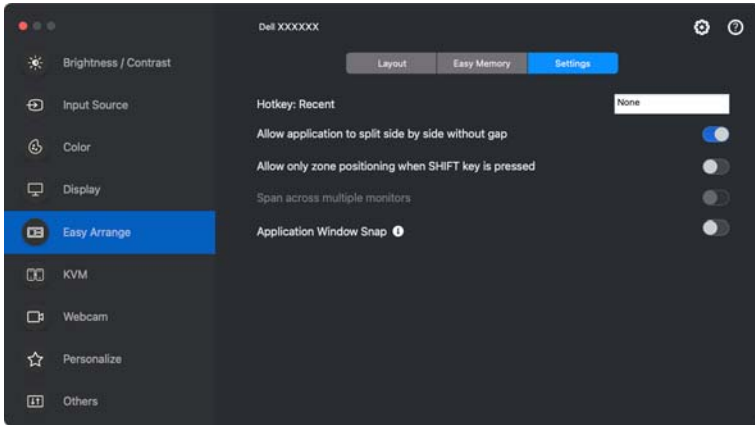 Dell XXXXXX
Brightness / Contrast
Input Source
Color
Display
Easy Arrange
KVM
Webcam
Personalize
Others
Layout Easy Memory Settings
Hotkey: Recent None
Allow application to split side by side without gap
Allow only zone positioning when SHIFT key is pressed
Span across multiple monitors
Application Window Snap